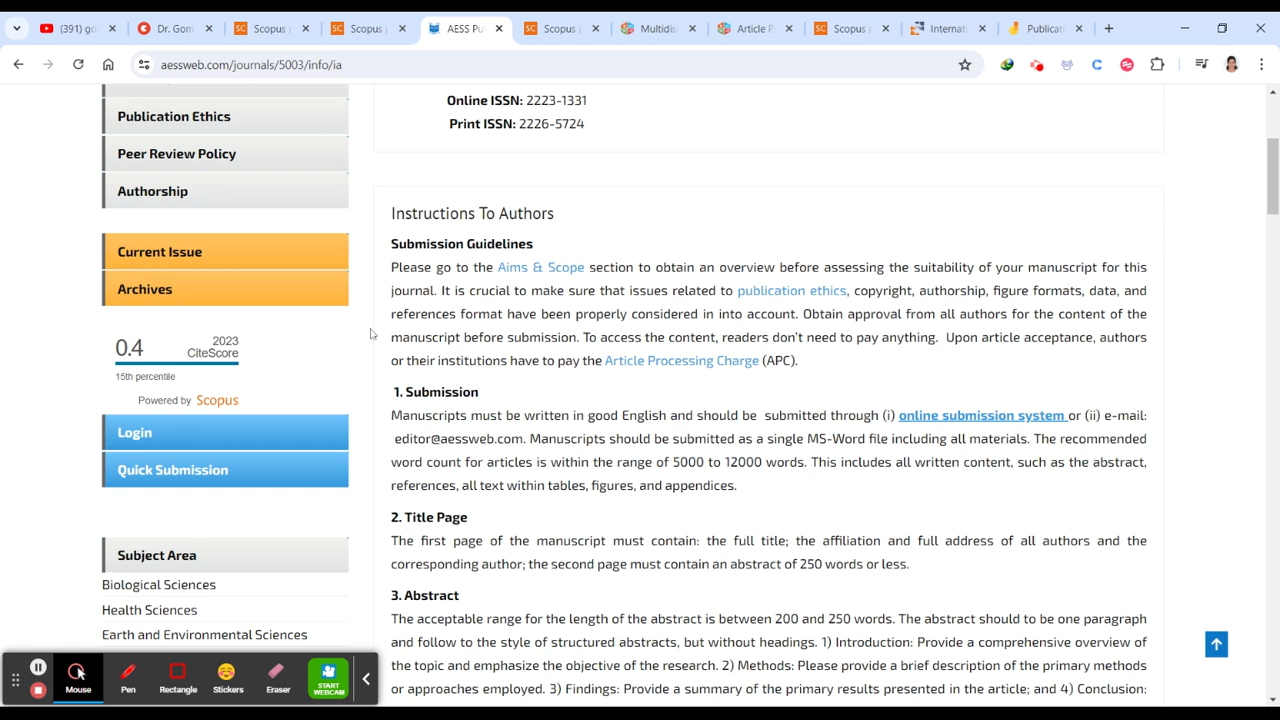 (391) go
Dr. Gom
Scopus
Scopus
AESS Pu
Scopus
Multidis
Article P
Scopus
Internati
Publicat
aessweb.com/journals/5003/info/ia
Publication Ethics
Peer Review Policy
Authorship
Current Issue
Archives
0.4
2023
CiteScore
15th percentile
Powered by Scopus
Login
Quick Submission
Subject Area
Biological Sciences
Health Sciences
Earth and Environmental Sciences
Online ISSN: 2223-1331
Print ISSN: 2226-5724
Instructions To Authors
Submission Guidelines
Please go to the Aims & Scope section to obtain an overview before assessing the suitability of your manuscript for this
journal. It is crucial to make sure that issues related to publication ethics, copyright, authorship, figure formats, data, and
references format have been properly considered in into account. Obtain approval from all authors for the content of the
manuscript before submission. To access the content, readers don't need to pay anything. Upon article acceptance, authors
or their institutions have to pay the Article Processing Charge (APC).
1. Submission
Manuscripts must be written in good English and should be submitted through (i) online submission system or (ii) e-mail:
editor@aessweb.com. Manuscripts should be submitted as a single MS-Word file including all materials. The recommended
word count for articles is within the range of 5000 to 12000 words. This includes all written content, such as the abstract,
references, all text within tables, figures, and appendices.
2. Title Page
The first page of the manuscript must contain: the full title; the affiliation and full address of all authors and the
corresponding author; the second page must contain an abstract of 250 words or less.
3. Abstract
The acceptable range for the length of the abstract is between 200 and 250 words. The abstract should to be one paragraph
and follow to the style of structured abstracts, but without headings. 1) Introduction: Provide a comprehensive overview of
the topic and emphasize the objective of the research. 2) Methods: Please provide a brief description of the primary methods
or approaches employed. 3) Findings: Provide a summary of the primary results presented in the article; and 4) Conclusion:
Mouse
Pen
Rectangle
Stickers
Eraser
START
WEBCAM